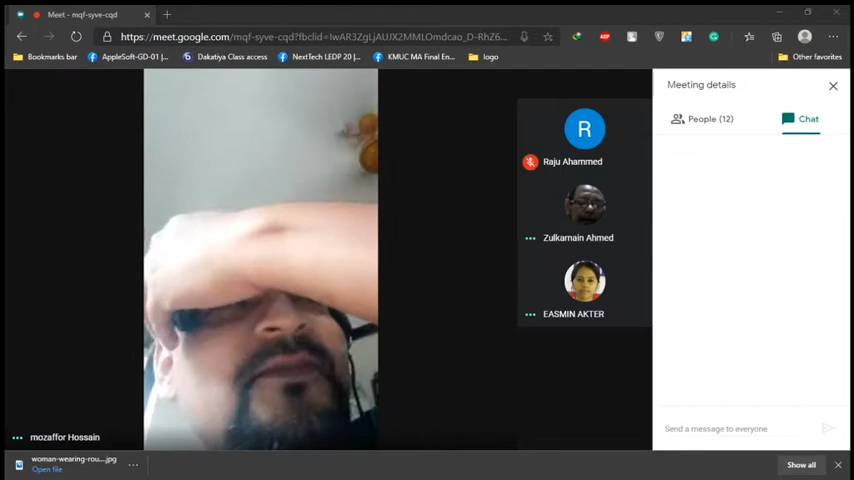 Meet - mqf-syve-cqd
https://meet.google.com/mqf-syve-cqd?fbclid=IwAR3ZgLjAUJX2MMLOmdcao_D-RhZ6...
Bookmarks bar
AppleSoft-GD-01 |...
Dakatiya Class access
NextTech LEDP 20 |...
KMUC MA Final En...
logo
Other favorites
Meeting details
People (12)
Chat
R
Raju Ahammed
Zulkarnain Ahmed
EASMIN AKTER
mozaffor Hossain
Send a message to everyone
woman-wearing-rou....jpg
Open file
Show all